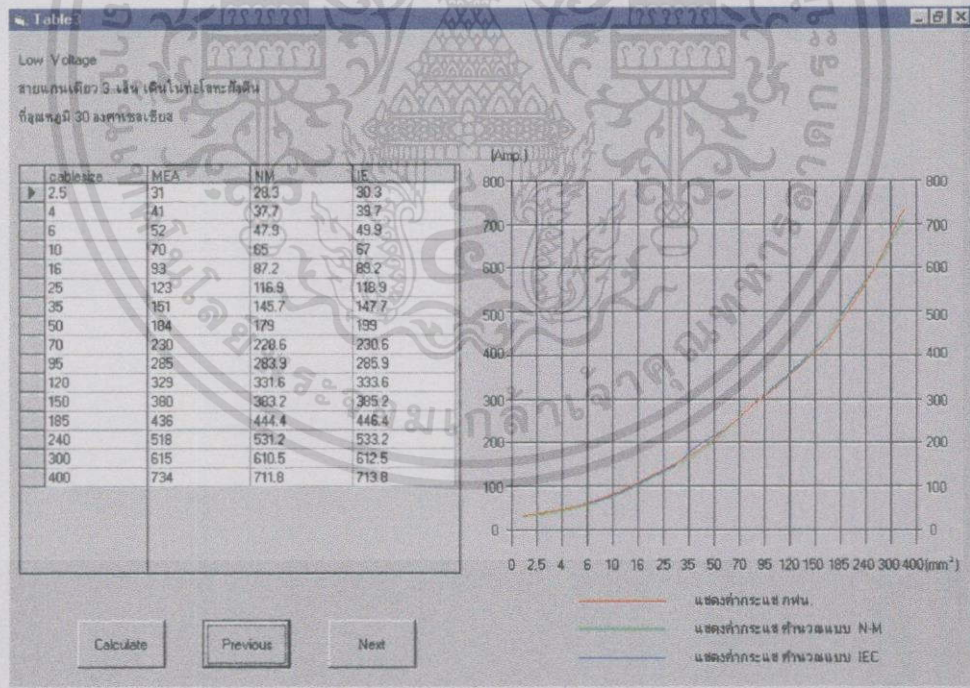 Table3
Low Voltage
สายแกนเดียว 3 เส้น เดินในท่อโลหะฝังดิน
ที่อุณหภูมิ 30 องศาเซลเซียส
cablesize MEA NM IE
2.5 31 28.3 30.3
4 41 37.7 39.7
6 52 47.9 49.9
10 70 65 67
16 93 87.2 89.2
25 123 116.9 118.9
35 151 145.7 147.7
50 184 179 199
70 230 228.6 230.6
95 285 283.9 285.9
120 329 331.6 333.6
150 380 383.2 385.2
185 436 444.4 446.4
240 518 531.2 533.2
300 615 610.5 612.5
400 734 711.8 713.8
(Amp.)
800 800
700 700
600 600
500 500
400 400
300 300
200 200
100 100
0 0
0 2.5 4 6 10 16 25 35 50 70 95 120 150 185 240 300 400(mm²)
แสดงค่ากระแส กฟน.
แสดงค่ากระแส คำนวณแบบ N-M
แสดงค่ากระแส คำนวณแบบ IEC
Calculate Previous Next